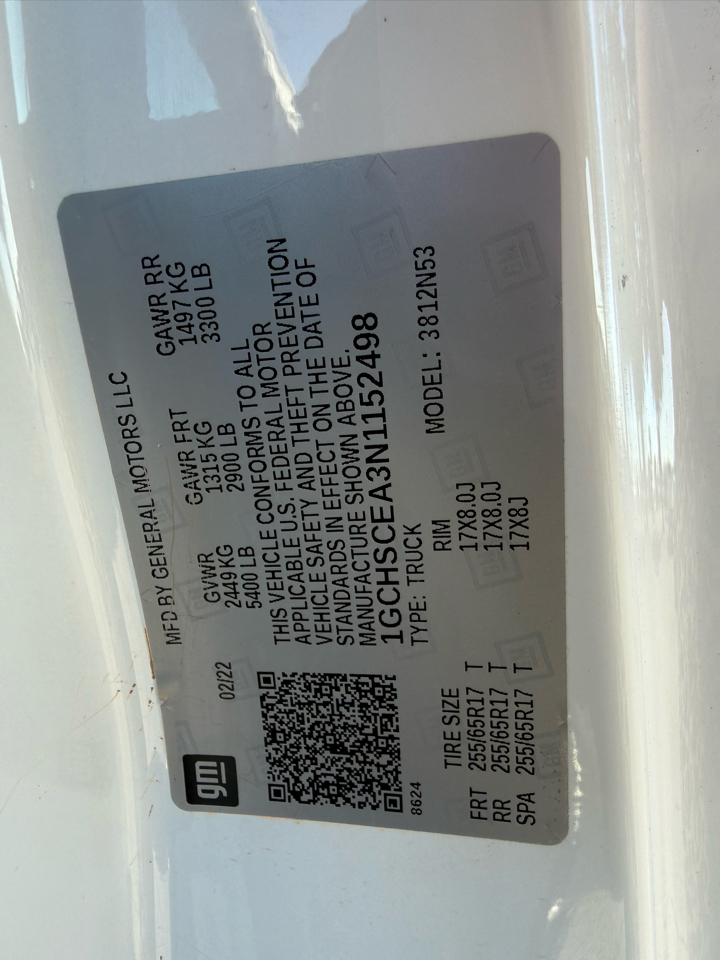 gm
MFD BY GENERAL MOTORS LLC
02/22
GVWR GAWR FRT GAWR RR
2449 KG 1315 KG 1497 KG
5400 LB 2900 LB 3300 LB
THIS VEHICLE CONFORMS TO ALL
APPLICABLE U.S. FEDERAL MOTOR
VEHICLE SAFETY AND THEFT PREVENTION
STANDARDS IN EFFECT ON THE DATE OF
MANUFACTURE SHOWN ABOVE.
1GCHSCEA3N1152498
8624
TYPE: TRUCK MODEL: 3812N53
TIRE SIZE RIM
FRT 255/65R17 T 17X8.0J
RR 255/65R17 T 17X8.0J
SPA 255/65R17 T 17X8J